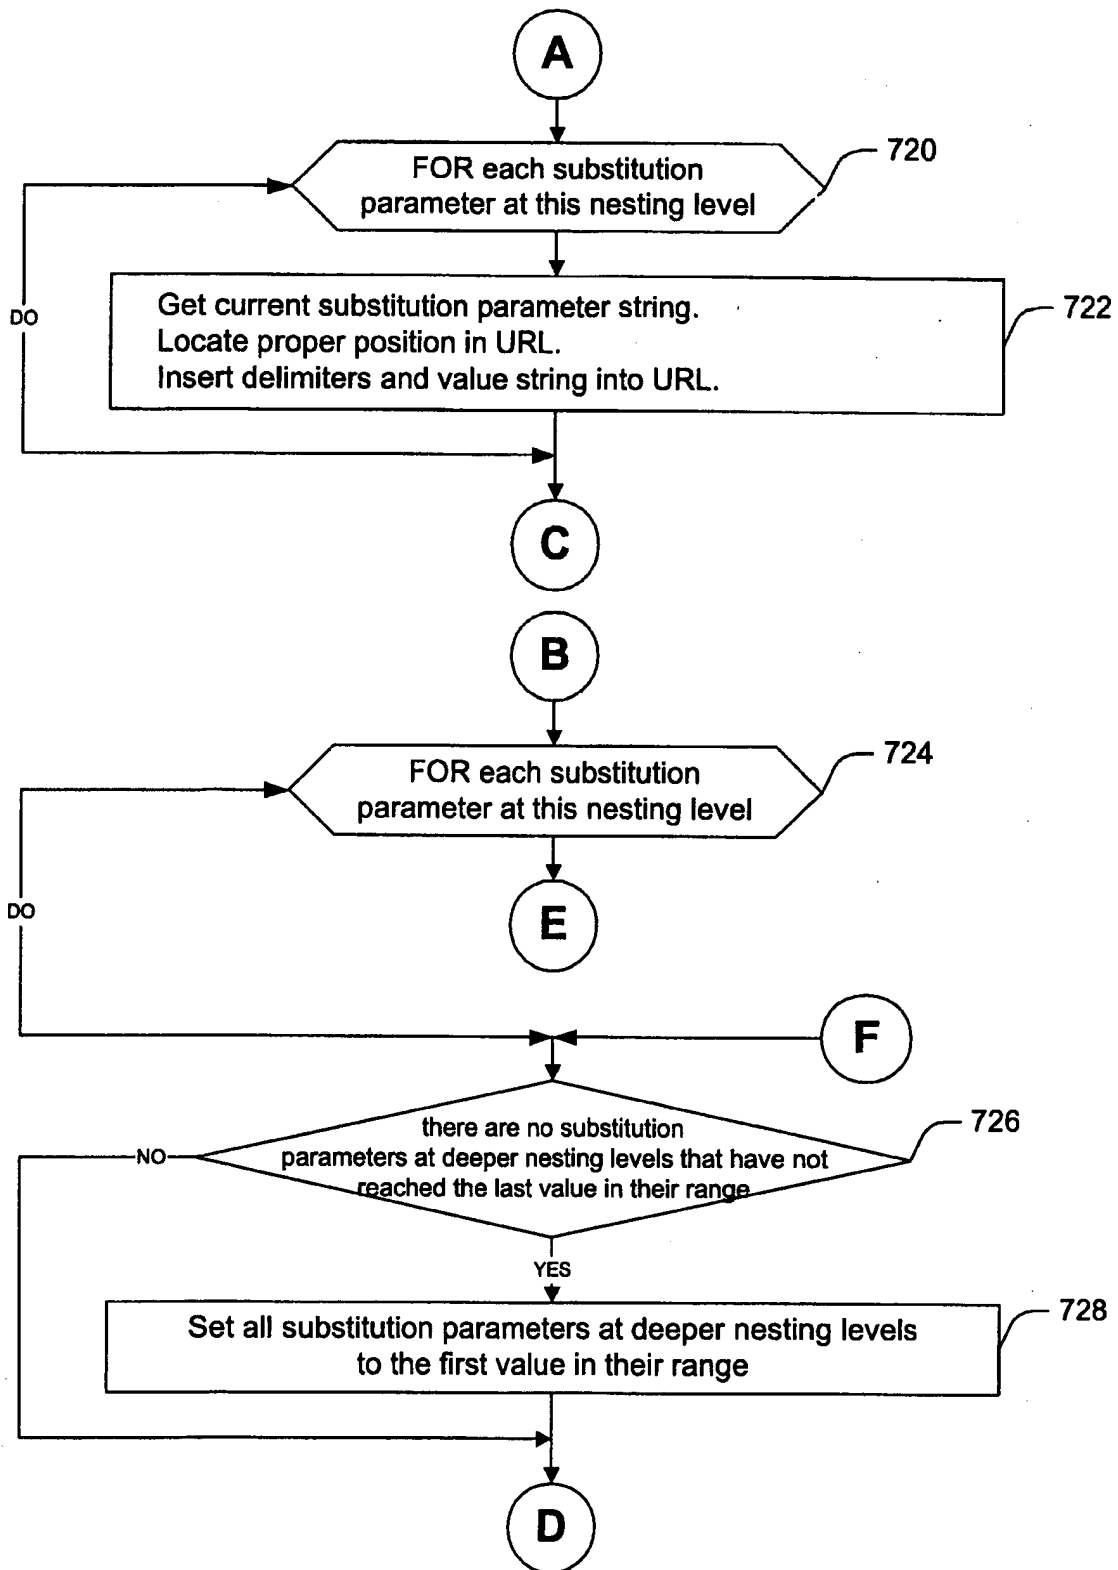 A
FOR each substitution
parameter at this nesting level
720
Get current substitution parameter string.
Locate proper position in URL.
Insert delimiters and value string into URL.
722
DO
C
B
FOR each substitution
parameter at this nesting level
724
E
DO
F
there are no substitution
parameters at deeper nesting levels that have not
reached the last value in their range
726
NO
YES
Set all substitution parameters at deeper nesting levels
to the first value in their range
728
D